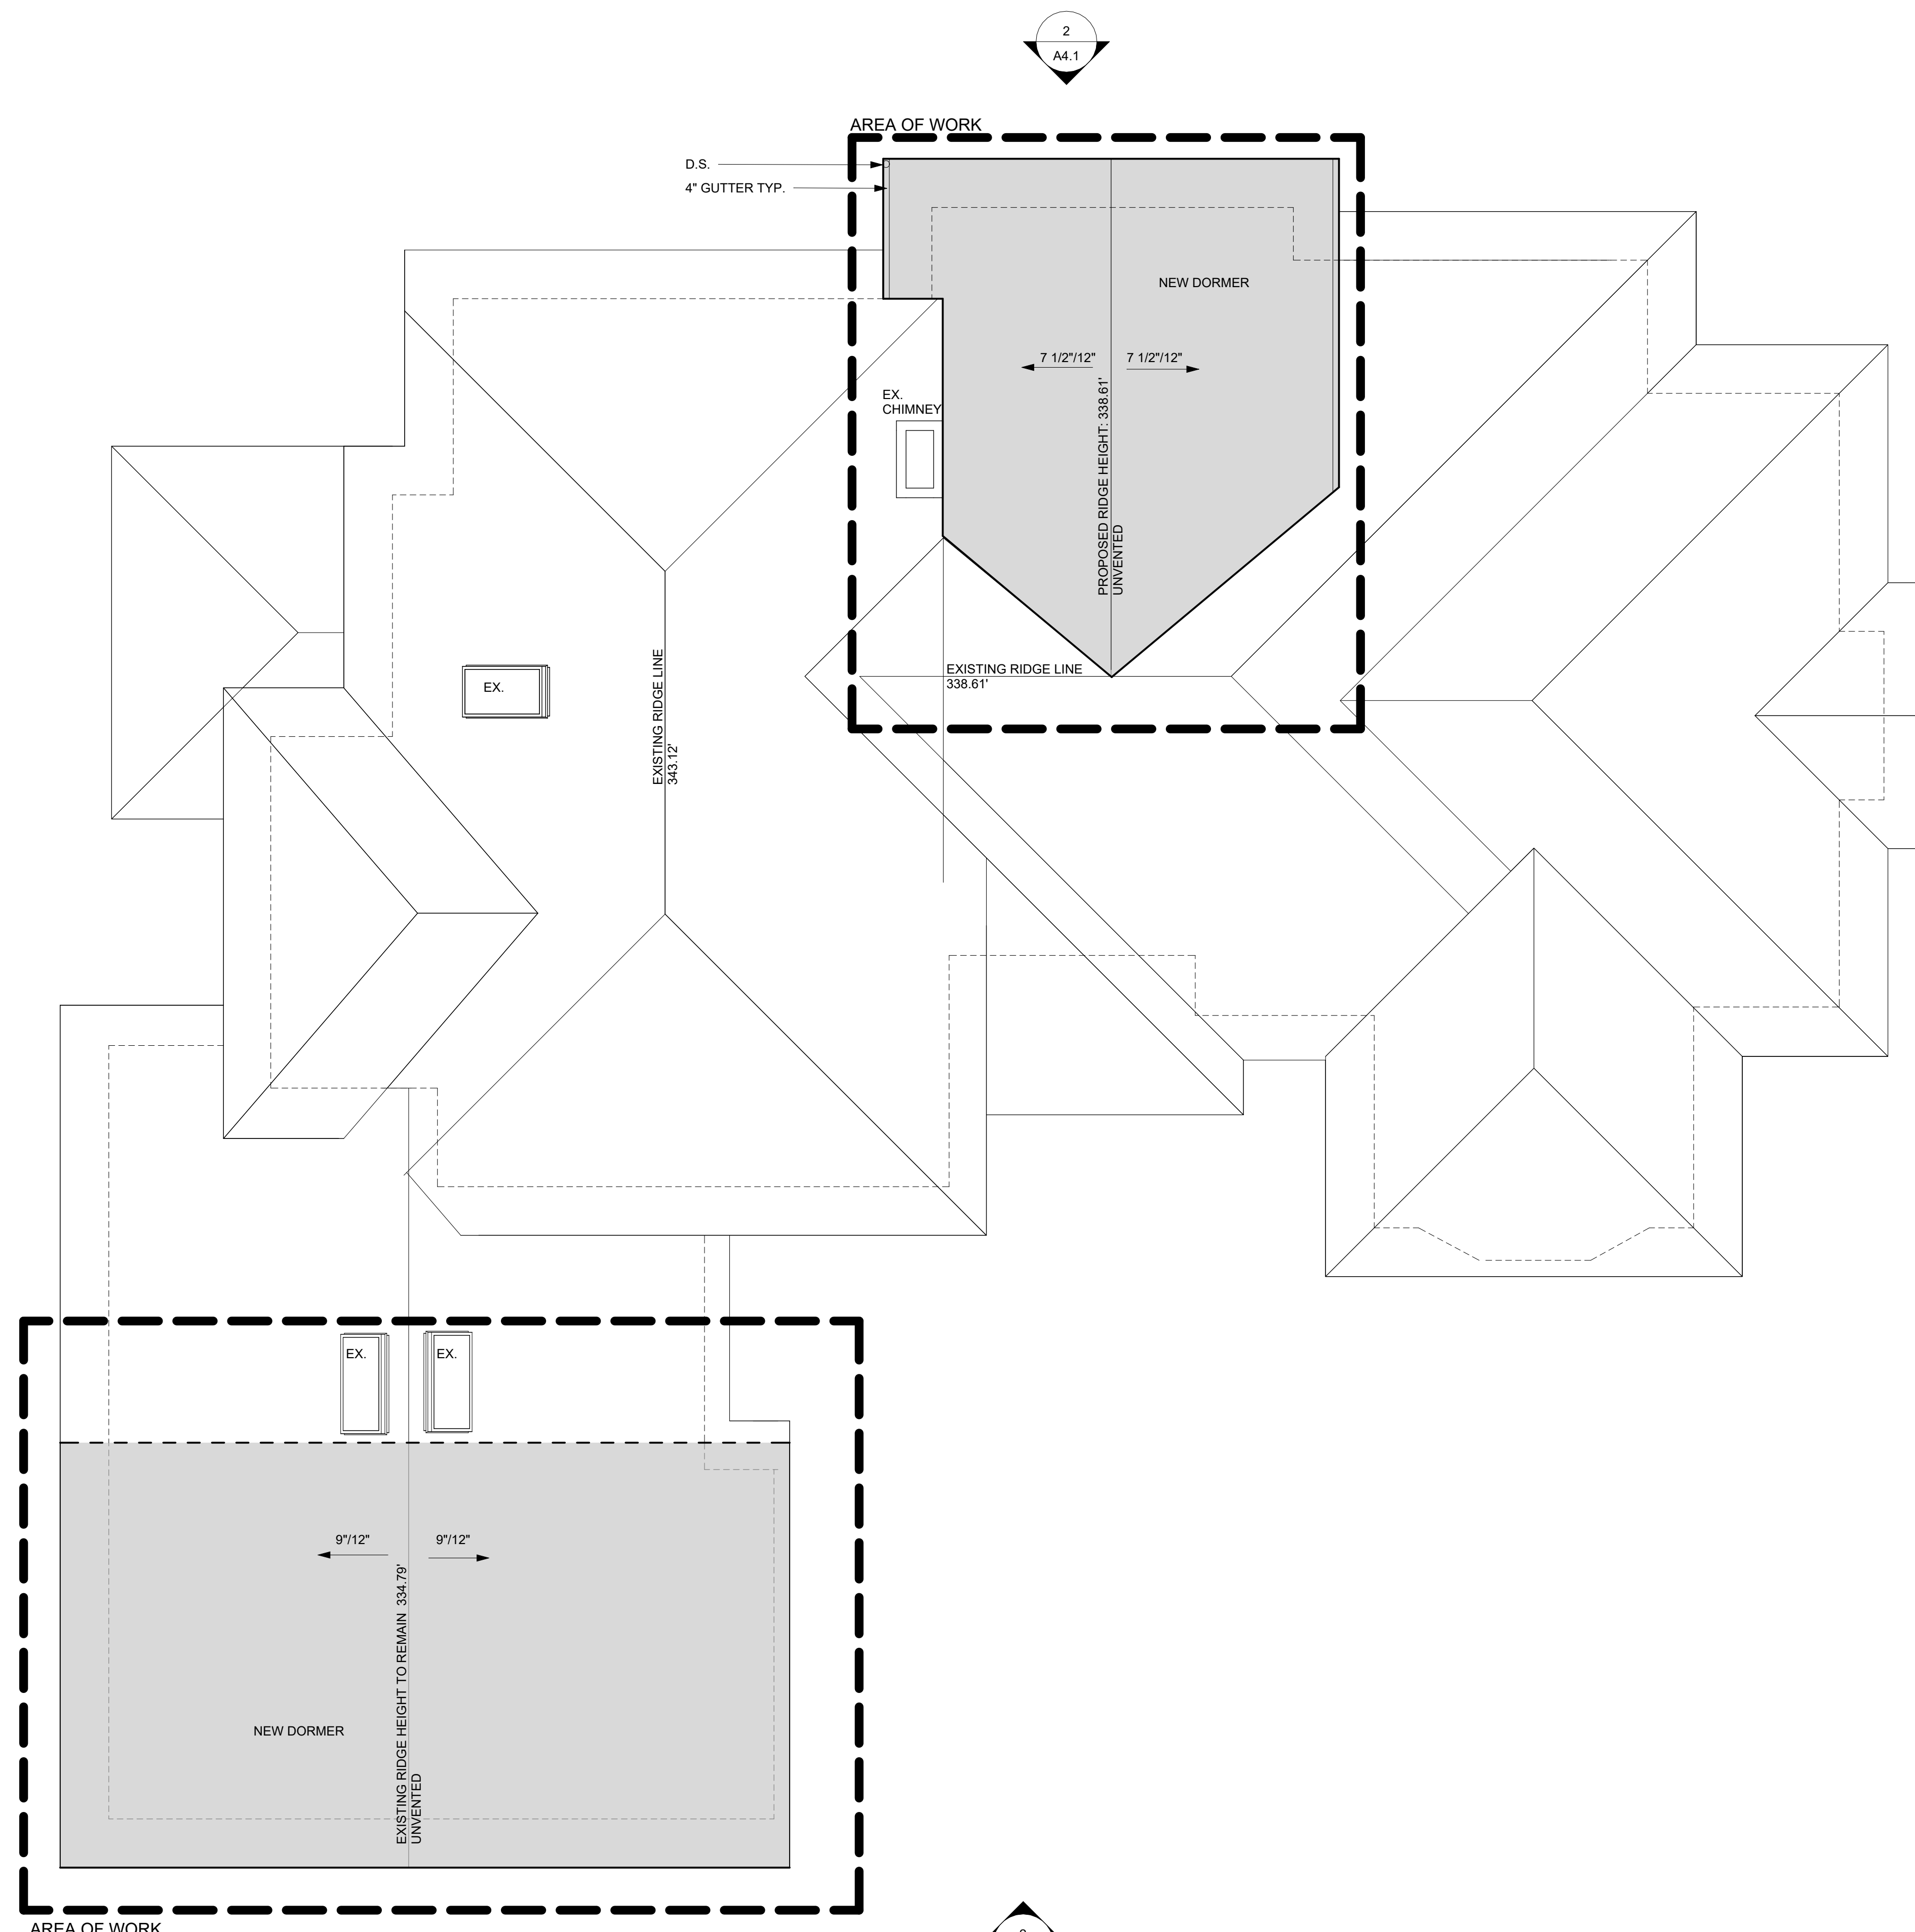 2
A4.1
AREA OF WORK
D.S.
4" GUTTER TYP.
NEW DORMER
7 1/2"/12"
7 1/2"/12"
EX.
CHIMNEY
PROPOSED RIDGE HEIGHT: 338.61'
UNVENTED
EXISTING RIDGE LINE
338.61'
EXISTING RIDGE LINE
343.12'
EX.
EX.
EX.
9"/12"
9"/12"
EXISTING RIDGE HEIGHT TO REMAIN 334.79'
UNVENTED
NEW DORMER
AREA OF WORK